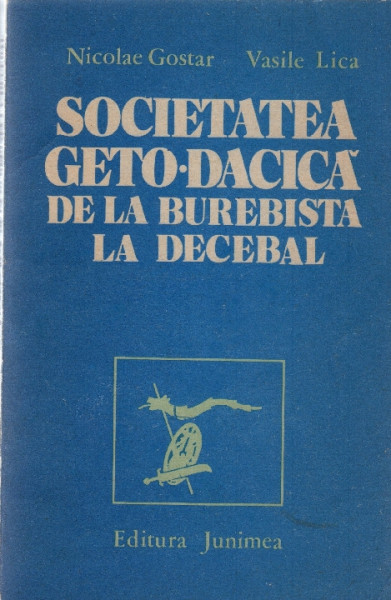 Nicolae Gostar Vasile Lica
SOCIETATEA
GETO·DACICĂ
DE LA BUREBISTA
LA DECEBAL
Editura Junimea